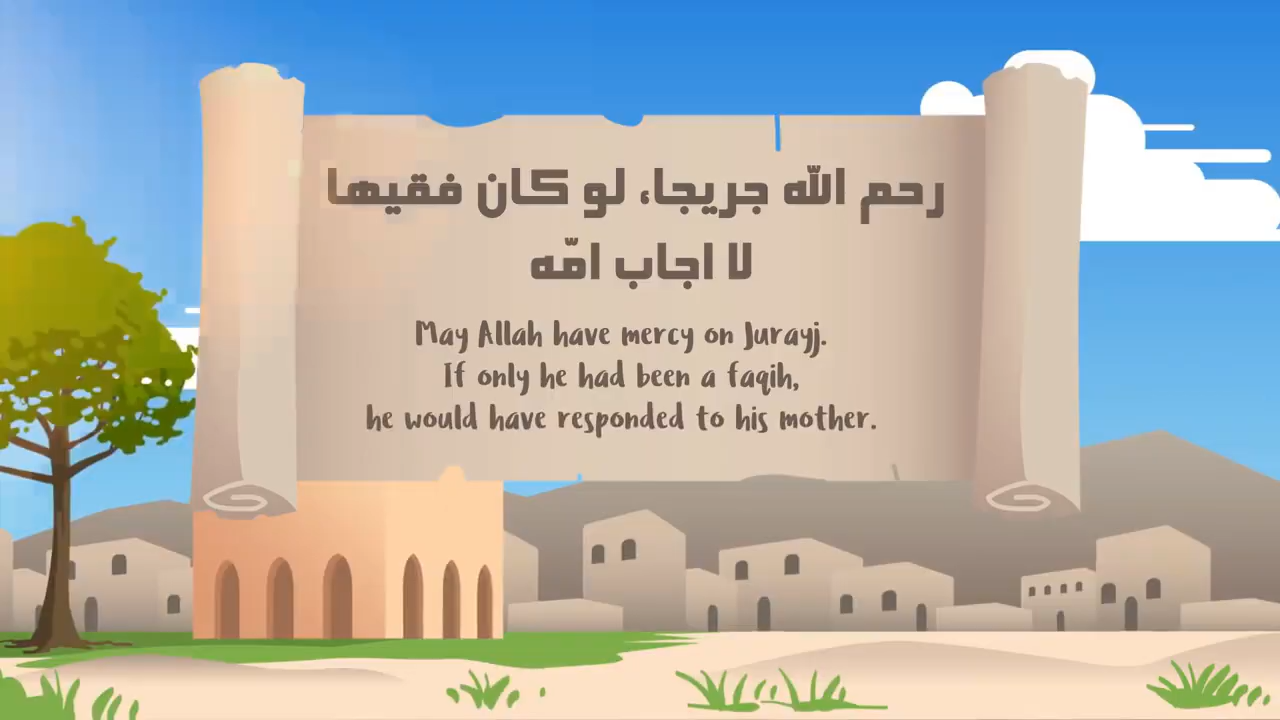 رحم الله جريجا، لو كان فقيها
لا اجاب امّه
May Allah have mercy on Jurayj.
If only he had been a faqih,
he would have responded to his mother.